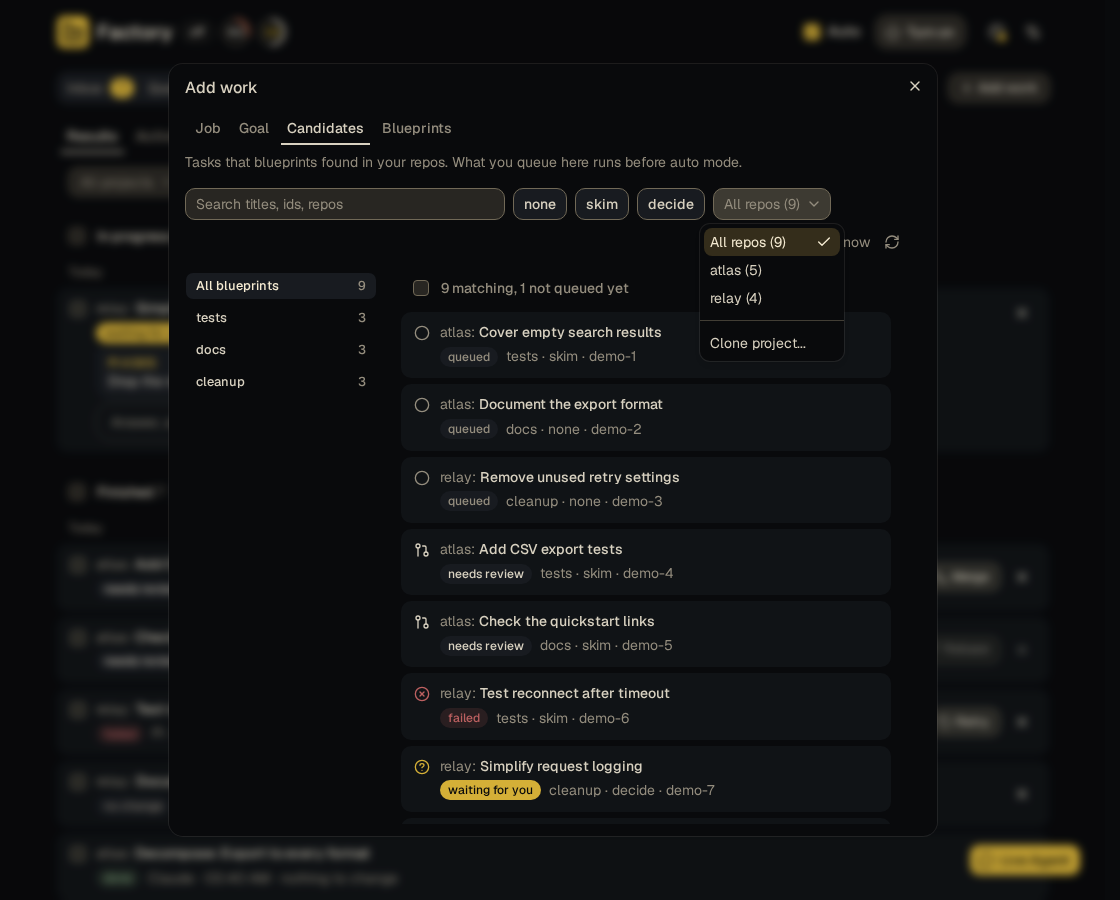 Factory
Auto
Add work
Job Goal Candidates Blueprints
Tasks that blueprints found in your repos. What you queue here runs before auto mode.
Search titles, ids, repos none skim decide All repos (9)
All repos (9) now
atlas (5)
relay (4)
Clone project...
All blueprints 9
tests 3
docs 3
cleanup 3
9 matching, 1 not queued yet
atlas: Cover empty search results
queued tests · skim · demo-1
atlas: Document the export format
queued docs · none · demo-2
relay: Remove unused retry settings
queued cleanup · none · demo-3
atlas: Add CSV export tests
needs review tests · skim · demo-4
atlas: Check the quickstart links
needs review docs · skim · demo-5
relay: Test reconnect after timeout
failed tests · skim · demo-6
relay: Simplify request logging
waiting for you cleanup · decide · demo-7